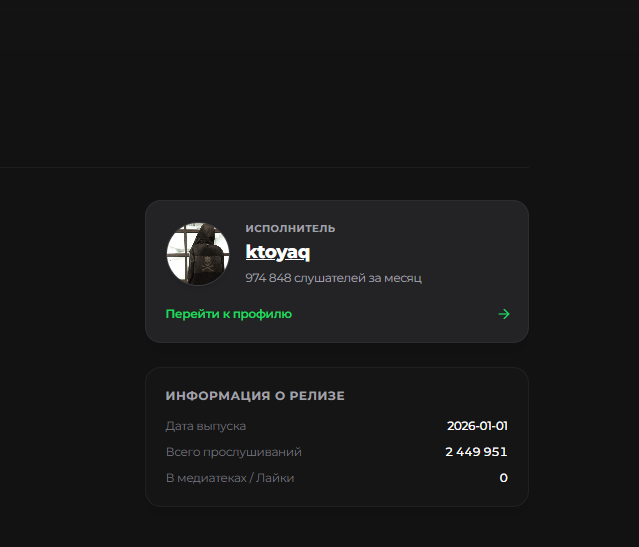 ИСПОЛНИТЕЛЬ
ktoyaq
974 848 слушателей за месяц
Перейти к профилю →
ИНФОРМАЦИЯ О РЕЛИЗЕ
Дата выпуска 2026-01-01
Всего прослушиваний 2 449 951
В медиатеках / Лайки 0